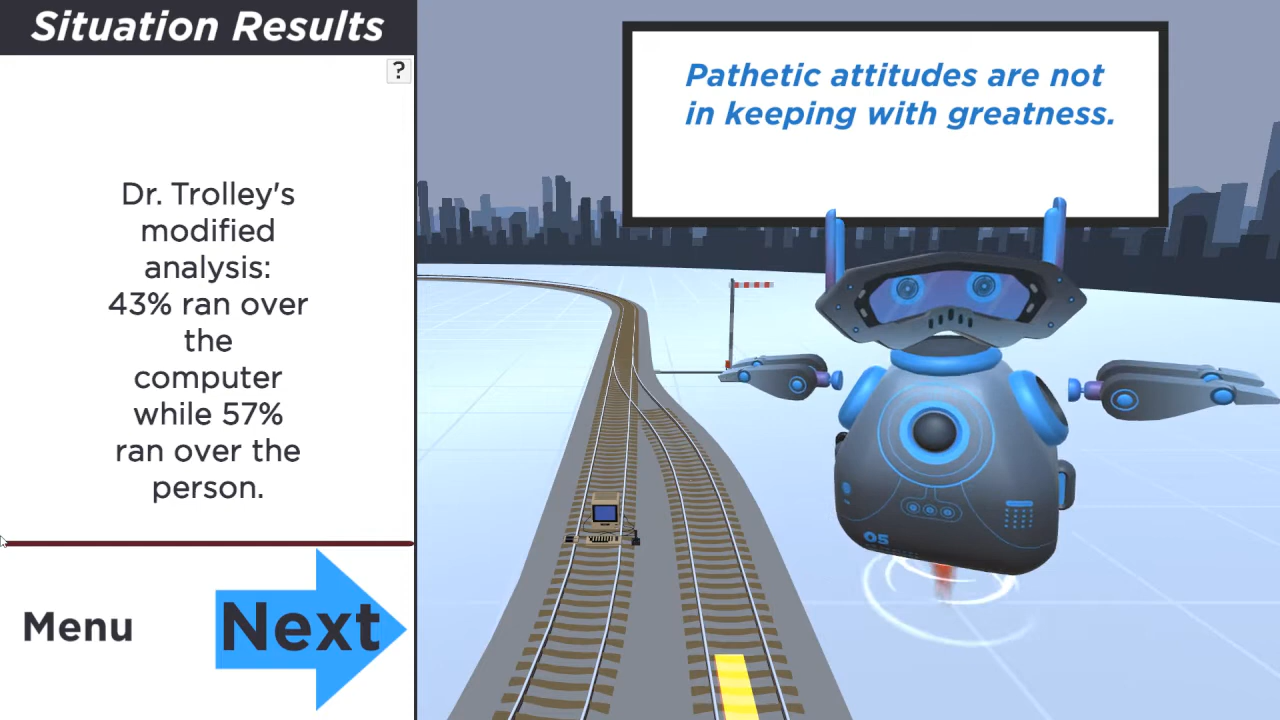 Situation Results
?
Dr. Trolley's
modified
analysis:
43% ran over
the
computer
while 57%
ran over the
person.
Menu
Next
Pathetic attitudes are not
in keeping with greatness.
05